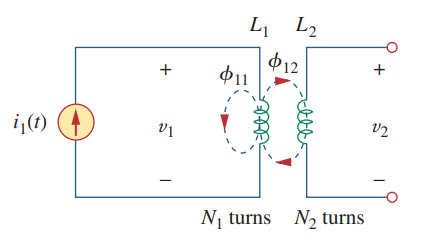 L₁ L₂
ϕ₁₁ ϕ₁₂
+ +
i₁(t) v₁ v₂
− −
N₁ turns N₂ turns